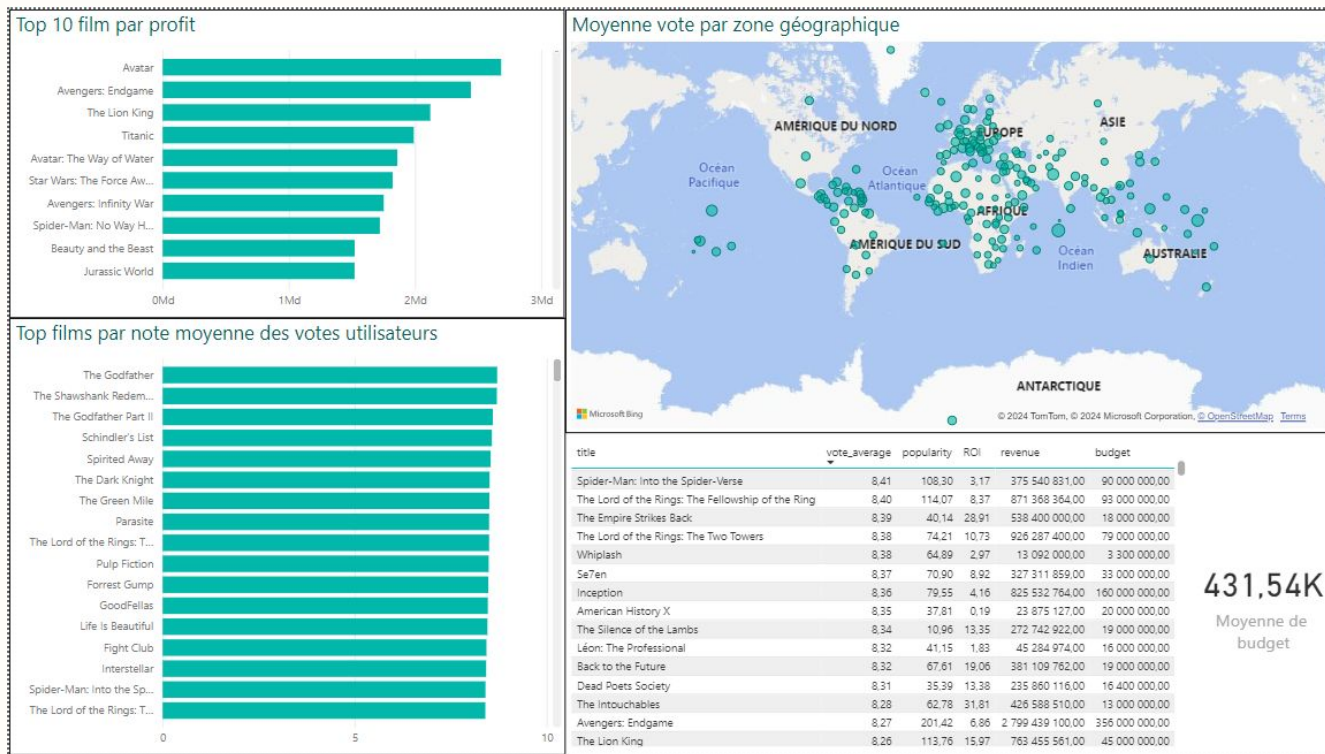 Top 10 film par profit
Avatar
Avengers: Endgame
The Lion King
Titanic
Avatar: The Way of Water
Star Wars: The Force Aw...
Avengers: Infinity War
Spider-Man: No Way H...
Beauty and the Beast
Jurassic World
0Md 1Md 2Md 3Md
Top films par note moyenne des votes utilisateurs
The Godfather
The Shawshank Redem...
The Godfather Part II
Schindler's List
Spirited Away
The Dark Knight
The Green Mile
Parasite
The Lord of the Rings: T...
Pulp Fiction
Forrest Gump
GoodFellas
Life Is Beautiful
Fight Club
Interstellar
Spider-Man: Into the Sp...
The Lord of the Rings: T...
0 5 10
Moyenne vote par zone géographique
AMÉRIQUE DU NORD
EUROPE
ASIE
Océan
Pacifique
Océan
Atlantique
AFRIQUE
AMÉRIQUE DU SUD
Océan
Indien
AUSTRALIE
ANTARCTIQUE
Microsoft Bing
© 2024 TomTom, © 2024 Microsoft Corporation, © OpenStreetMap Terms
title vote_average popularity ROI revenue budget
Spider-Man: Into the Spider-Verse 8,41 108,30 3,17 375 540 831,00 90 000 000,00
The Lord of the Rings: The Fellowship of the Ring 8,40 114,07 8,37 871 368 364,00 93 000 000,00
The Empire Strikes Back 8,39 40,14 28,91 538 400 000,00 18 000 000,00
The Lord of the Rings: The Two Towers 8,38 74,21 10,73 926 287 400,00 79 000 000,00
Whiplash 8,38 64,89 2,97 13 092 000,00 3 300 000,00
Se7en 8,37 70,90 8,92 327 311 859,00 33 000 000,00
Inception 8,36 79,55 4,16 825 532 764,00 160 000 000,00
American History X 8,35 37,81 0,19 23 875 127,00 20 000 000,00
The Silence of the Lambs 8,34 10,96 13,35 272 742 922,00 19 000 000,00
Léon: The Professional 8,32 41,15 1,83 45 284 974,00 16 000 000,00
Back to the Future 8,32 67,61 19,06 381 109 762,00 19 000 000,00
Dead Poets Society 8,31 35,39 13,38 235 860 116,00 16 400 000,00
The Intouchables 8,28 62,78 31,81 426 588 510,00 13 000 000,00
Avengers: Endgame 8,27 201,42 6,86 2 799 439 100,00 356 000 000,00
The Lion King 8,26 113,76 15,97 763 455 561,00 45 000 000,00
431,54K
Moyenne de
budget